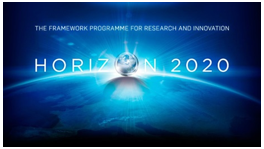 THE FRAMEWORK PROGRAMME FOR RESEARCH AND INNOVATION
HORIZON 2020